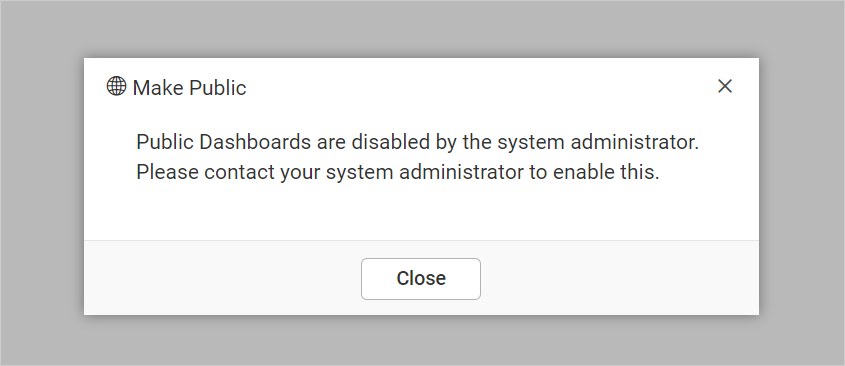 Make Public
Public Dashboards are disabled by the system administrator.
Please contact your system administrator to enable this.
Close